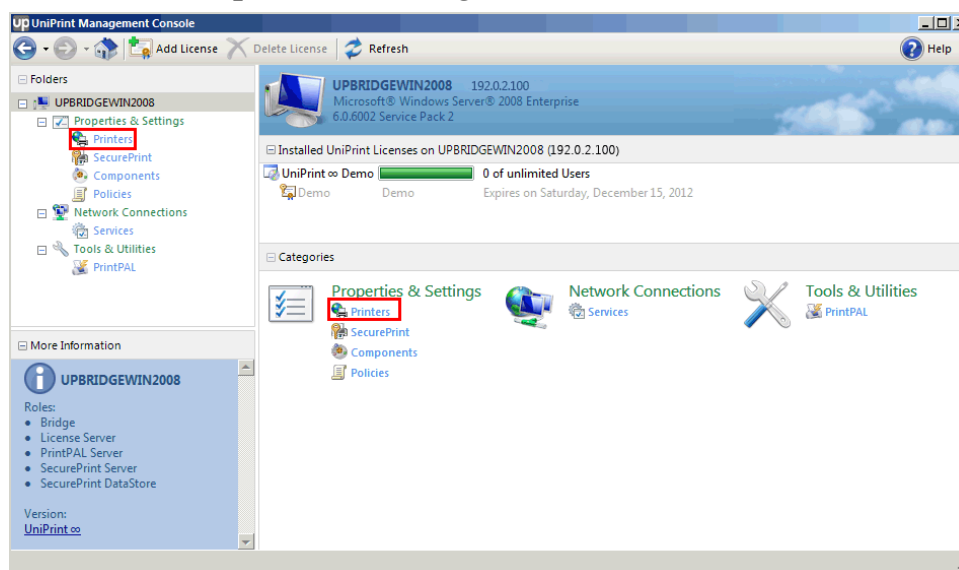 UP UniPrint Management Console
Add License Delete License Refresh Help
Folders
UPBRIDGEWIN2008
Properties & Settings
Printers
SecurePrint
Components
Policies
Network Connections
Services
Tools & Utilities
PrintPAL
More Information
UPBRIDGEWIN2008
Roles:
• Bridge
• License Server
• PrintPAL Server
• SecurePrint Server
• SecurePrint DataStore
Version:
UniPrint ∞
UPBRIDGEWIN2008 192.0.2.100
Microsoft® Windows Server® 2008 Enterprise
6.0.6002 Service Pack 2
Installed UniPrint Licenses on UPBRIDGEWIN2008 (192.0.2.100)
UniPrint ∞ Demo 0 of unlimited Users
Demo Demo Expires on Saturday, December 15, 2012
Categories
Properties & Settings
Printers
SecurePrint
Components
Policies
Network Connections
Services
Tools & Utilities
PrintPAL